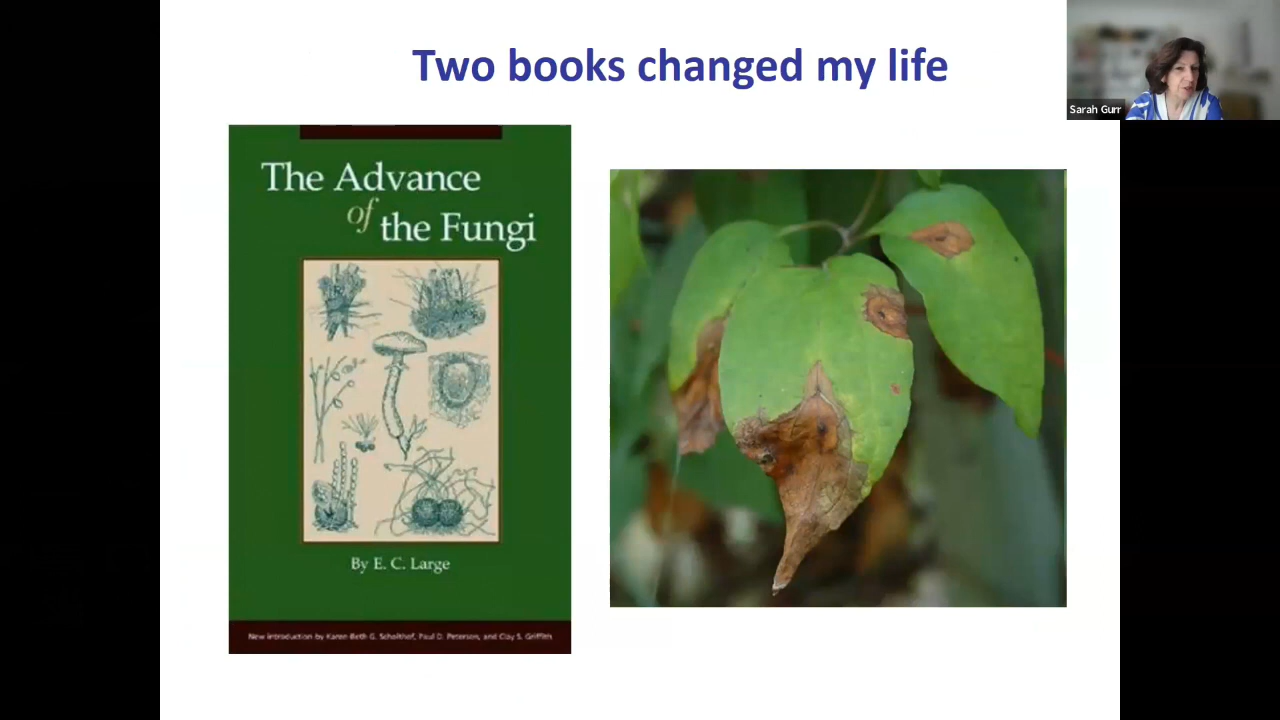 Two books changed my life
Sarah Gurr
The Advance
of the Fungi
By E. C. Large
New introduction by Karen-Beth G. Scholthof, Paul D. Peterson, and Clay S. Griffith